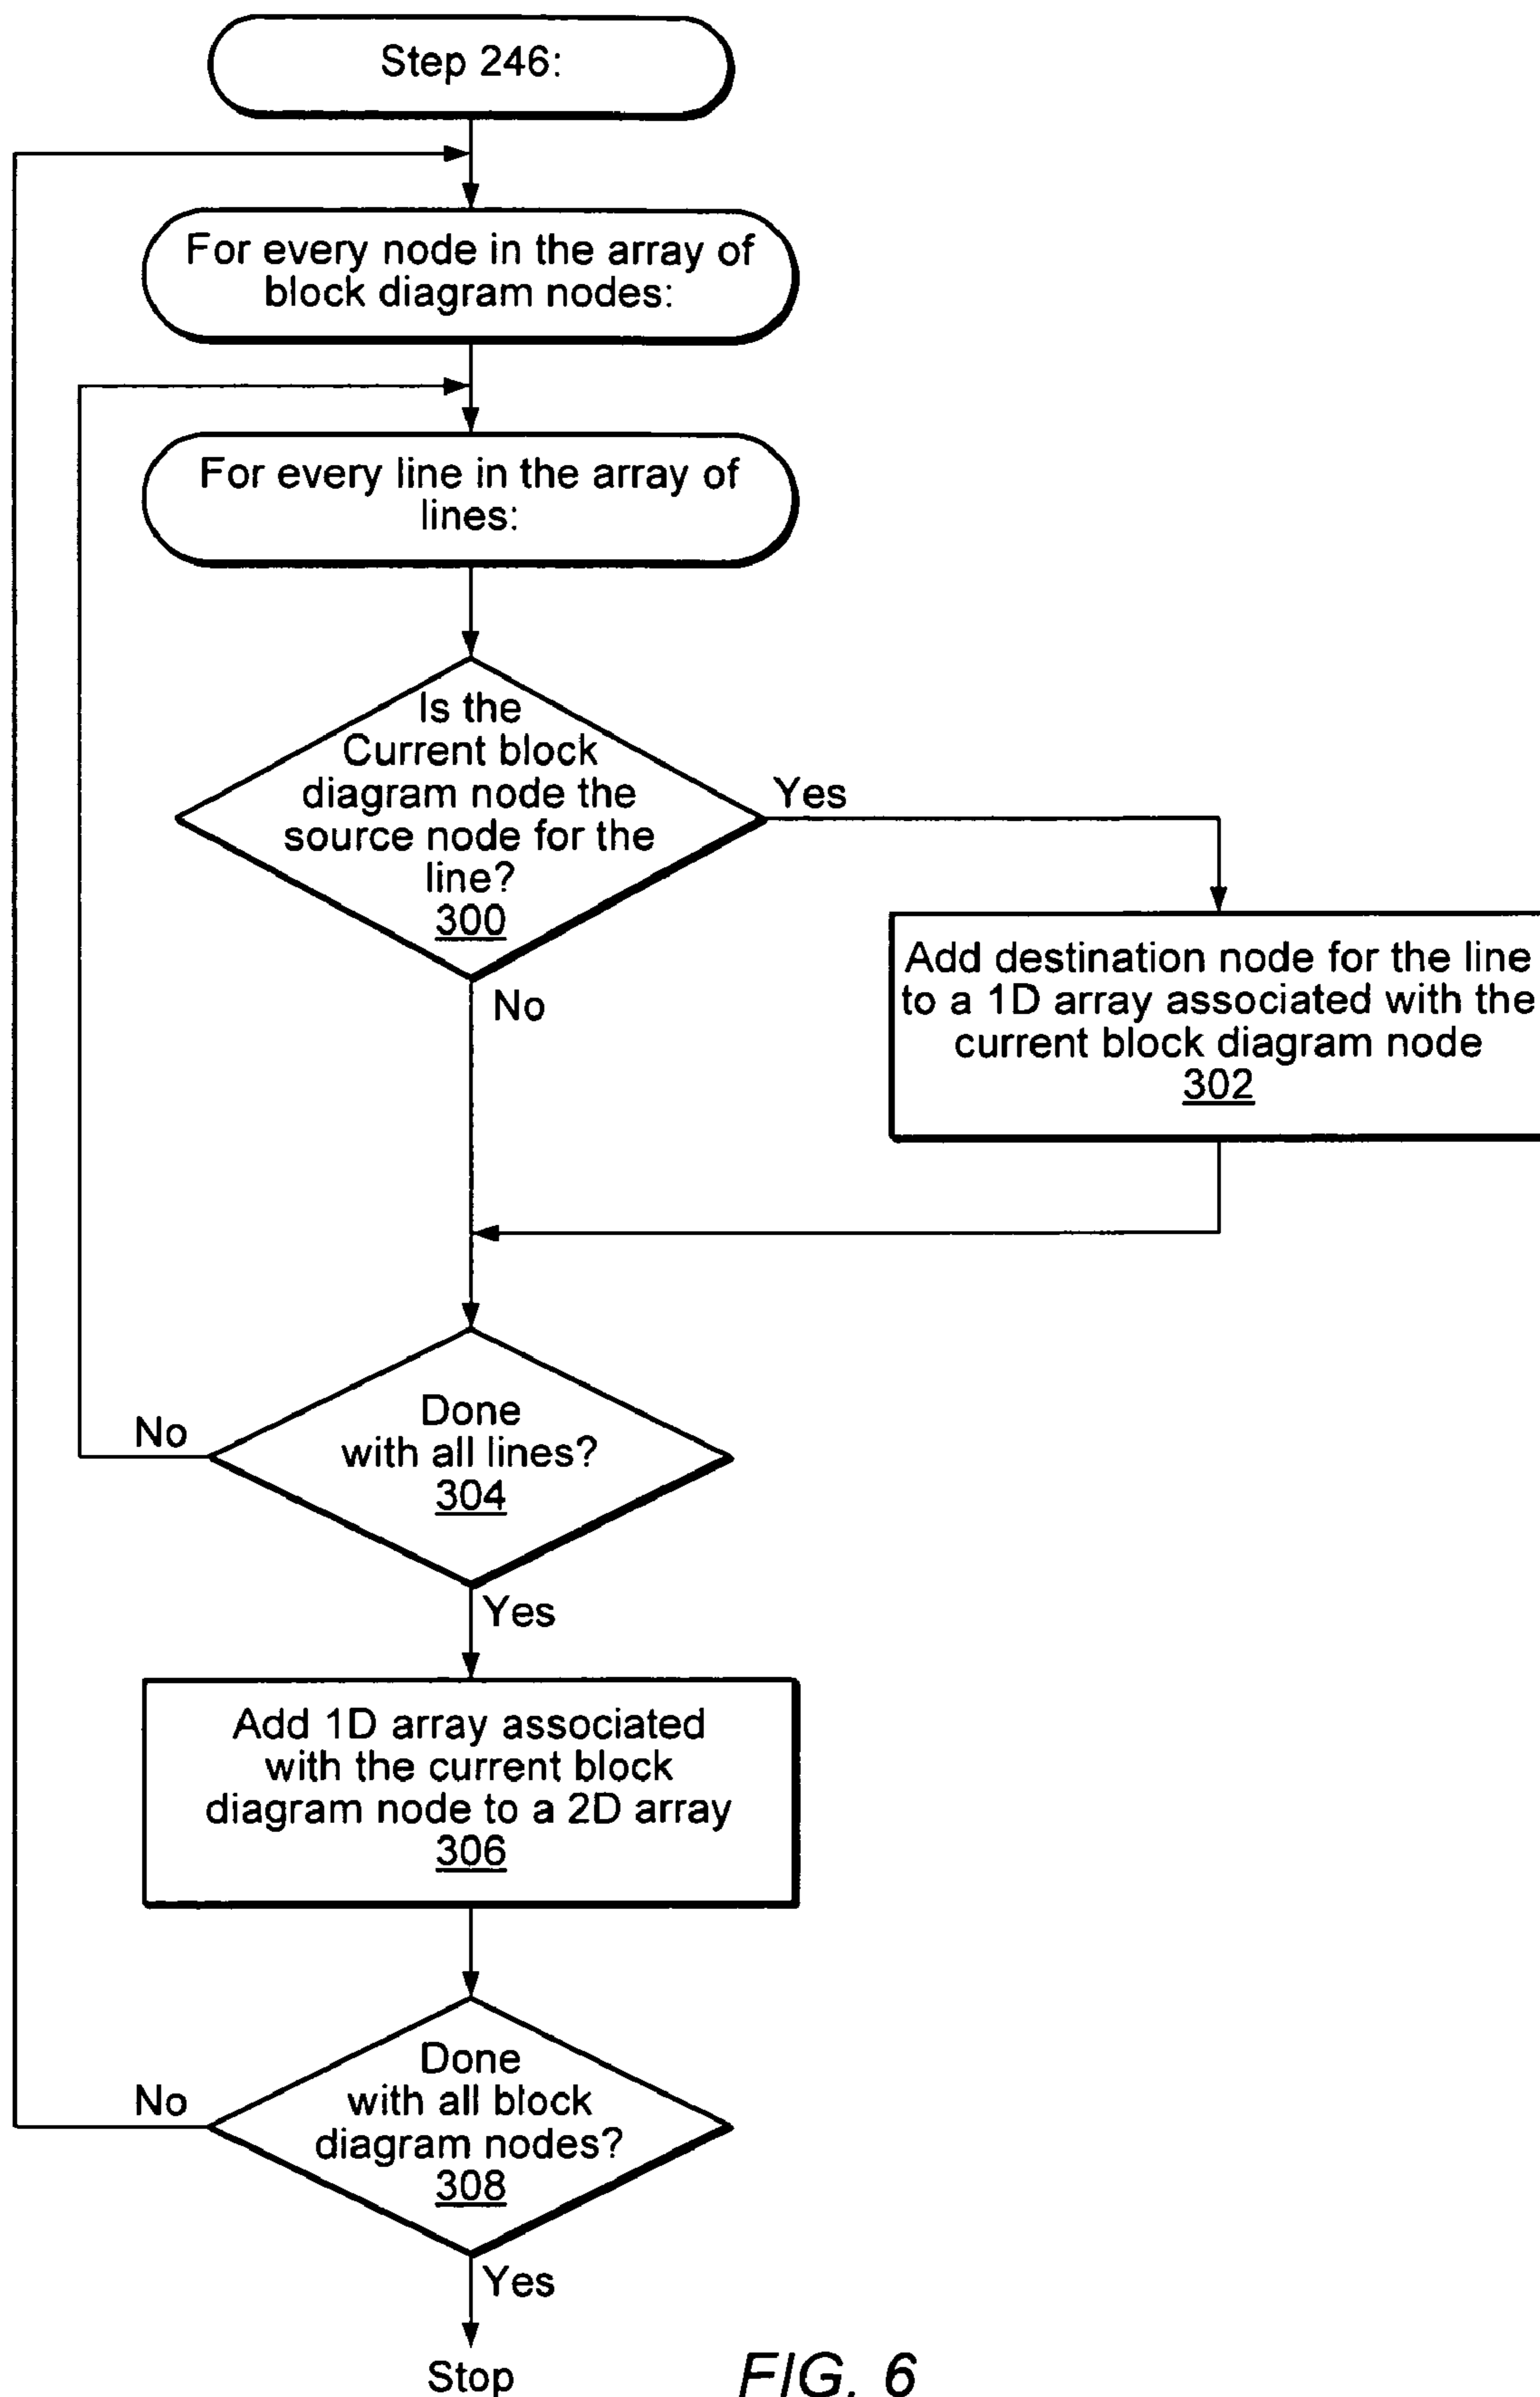 Step 246:
For every node in the array of
block diagram nodes:
For every line in the array of
lines:
Is the
Current block
diagram node the
source node for the
line?
300
Yes
No
Add destination node for the line
to a 1D array associated with the
current block diagram node
302
Done
with all lines?
304
No
Yes
Add 1D array associated
with the current block
diagram node to a 2D array
306
Done
with all block
diagram nodes?
308
No
Yes
Stop
FIG. 6